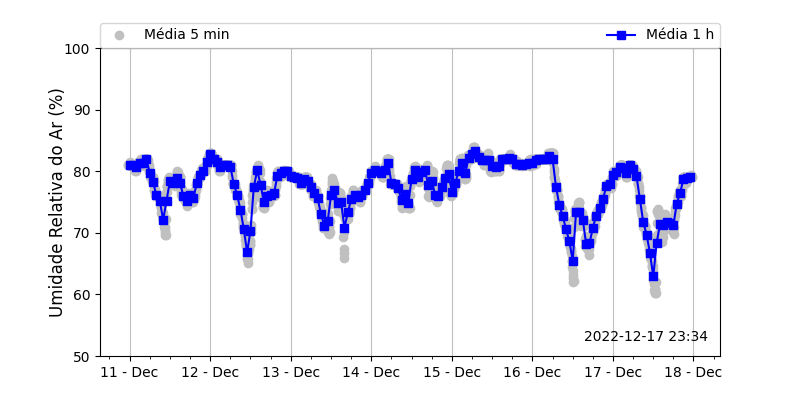 Média 5 min
Média 1 h
Umidade Relativa do Ar (%)
100
90
80
70
60
50
2022-12-17 23:34
11 - Dec
12 - Dec
13 - Dec
14 - Dec
15 - Dec
16 - Dec
17 - Dec
18 - Dec